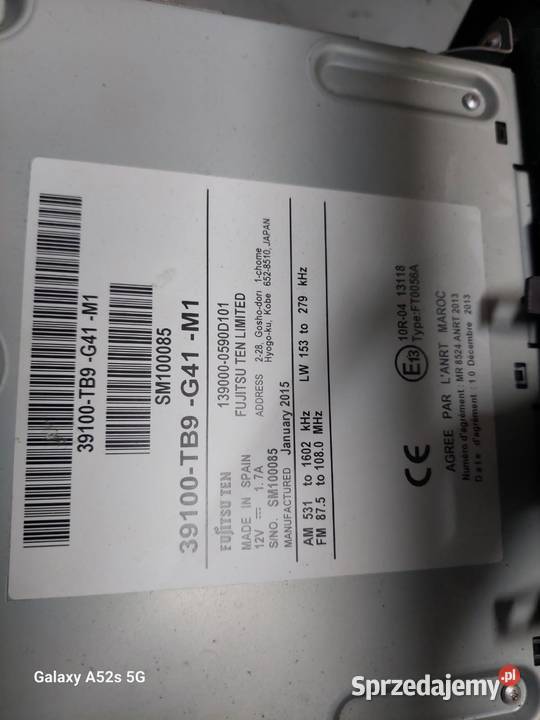 39100-TB9 -G41 -M1
SM100085
39100-TB9 -G41 -M1
FUJITSU TEN 139000-0590D101
MADE IN SPAIN FUJITSU TEN LIMITED
12V 1.7A ADDRESS 2-28, Gosho-dori 1-chome
Hyogo-ku, Kobe 652-8510, JAPAN
S/NO. SM100085
MANUFACTURED January 2015
AM 531 to 1602 kHz LW 153 to 279 kHz
FM 87.5 to 108.0 MHz
CE
E13 10R-04 13118
Type:FT0056A
AGREE PAR L'ANRT MAROC
Numéro d'agrément : MR 8524 ANRT 2013
Date d'agrément : 10 Décembre 2013
Galaxy A52s 5G
Sprzedajemy.pl